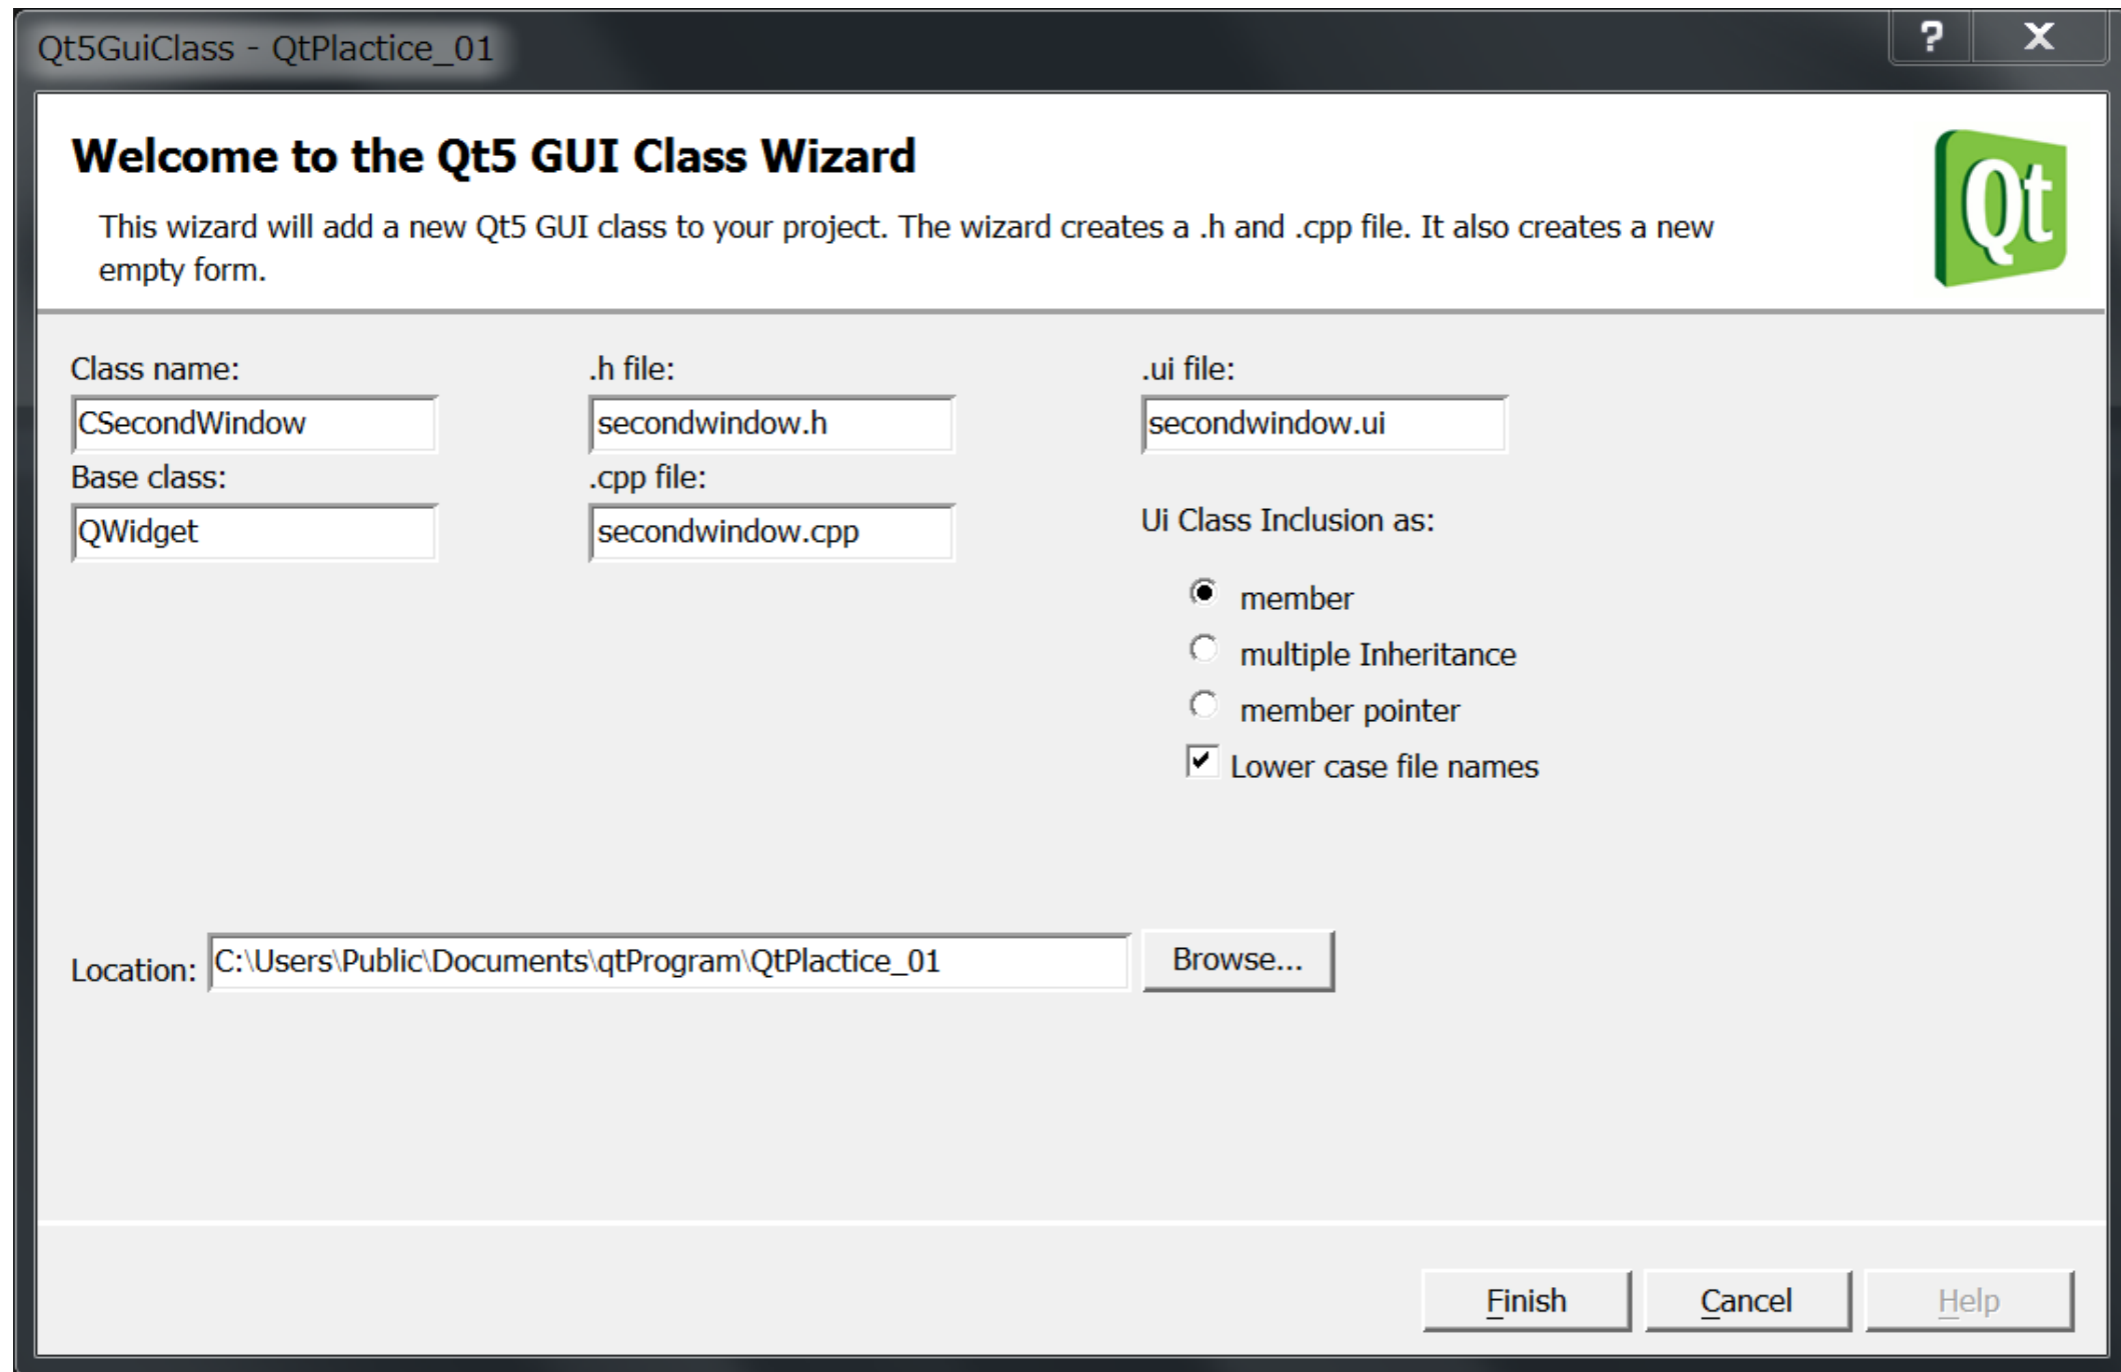 Qt5GuiClass - QtPlactice_01
?
X
Welcome to the Qt5 GUI Class Wizard
This wizard will add a new Qt5 GUI class to your project. The wizard creates a .h and .cpp file. It also creates a new
empty form.
Qt
Class name:
.h file:
.ui file:
CSecondWindow
secondwindow.h
secondwindow.ui
Base class:
.cpp file:
QWidget
secondwindow.cpp
Ui Class Inclusion as:
member
multiple Inheritance
member pointer
Lower case file names
Location:
C:\Users\Public\Documents\qtProgram\QtPlactice_01
Browse...
Finish
Cancel
Help